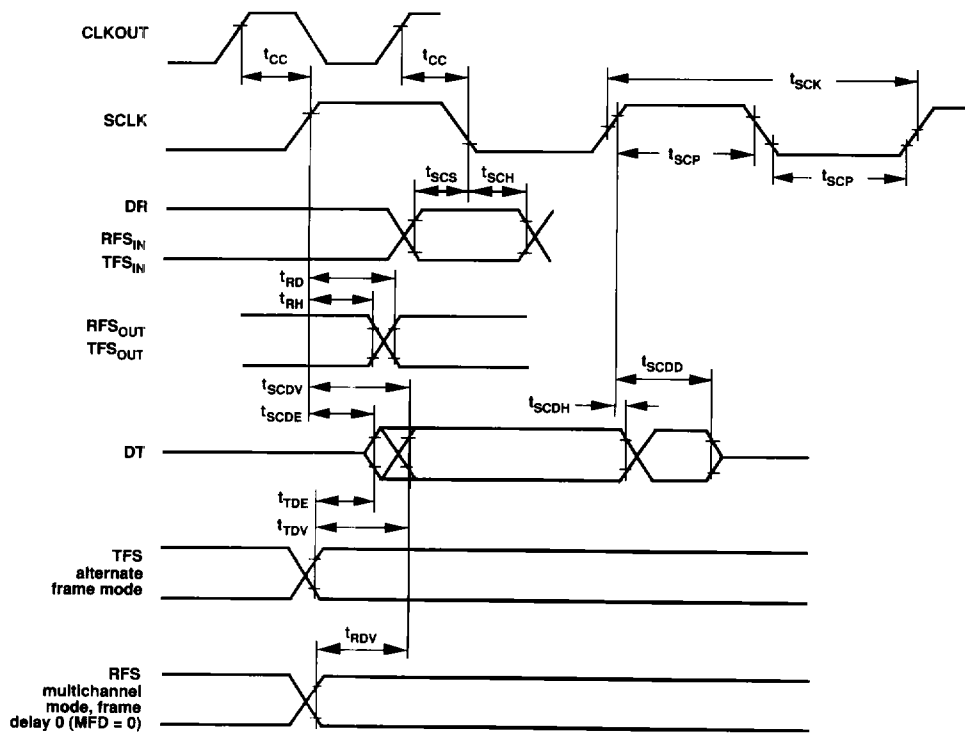 CLKOUT
tCC
tCC
tSCK
SCLK
tSCP
tSCP
tSCS
tSCH
DR
RFSIN
TFSIN
tRD
tRH
RFSOUT
TFSOUT
tSCDV
tSCDE
tSCDD
tSCDH
DT
tTDE
tTDV
TFS
alternate
frame mode
tRDV
RFS
multichannel
mode, frame
delay 0 (MFD = 0)